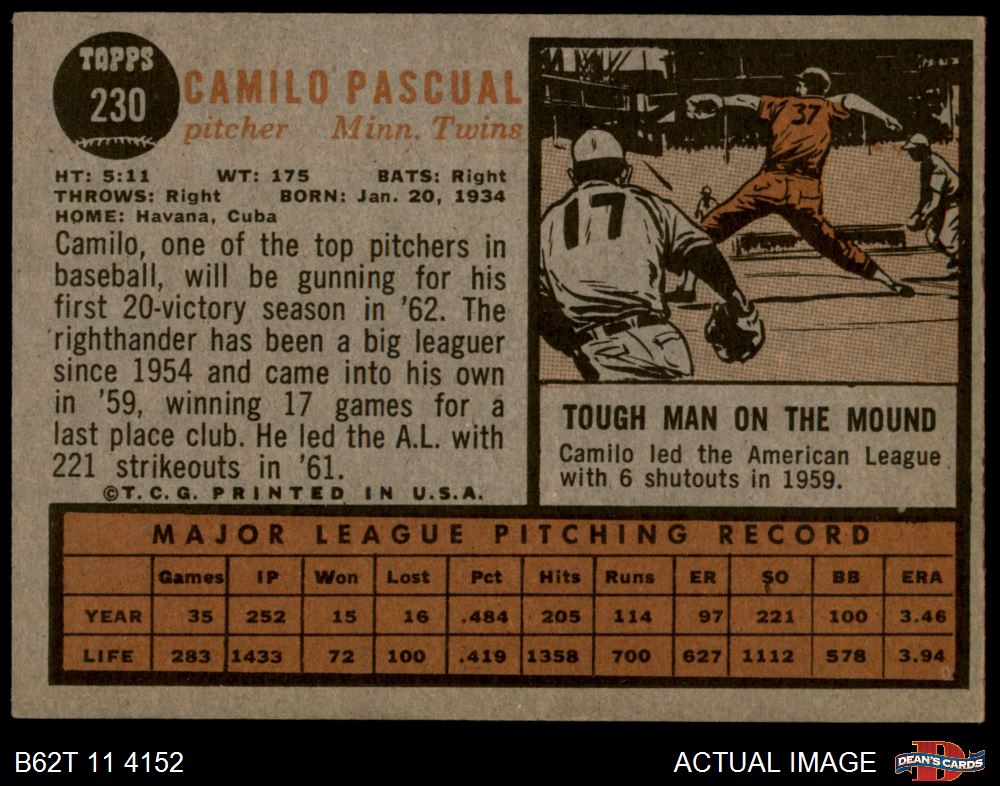 TOPPS
230
CAMILO PASCUAL
pitcher Minn. Twins
HT: 5:11 WT: 175 BATS: Right
THROWS: Right BORN: Jan. 20, 1934
HOME: Havana, Cuba
Camilo, one of the top pitchers in
baseball, will be gunning for his
first 20-victory season in '62. The
righthander has been a big leaguer
since 1954 and came into his own
in '59, winning 17 games for a
last place club. He led the A.L. with
221 strikeouts in '61.
©T.C.G. PRINTED IN U.S.A.
37
17
TOUGH MAN ON THE MOUND
Camilo led the American League
with 6 shutouts in 1959.
MAJOR LEAGUE PITCHING RECORD
Games IP Won Lost Pct Hits Runs ER SO BB ERA
YEAR 35 252 15 16 .484 205 114 97 221 100 3.46
LIFE 283 1433 72 100 .419 1358 700 627 1112 578 3.94
B62T 11 4152
ACTUAL IMAGE
D
DEAN'S CARDS